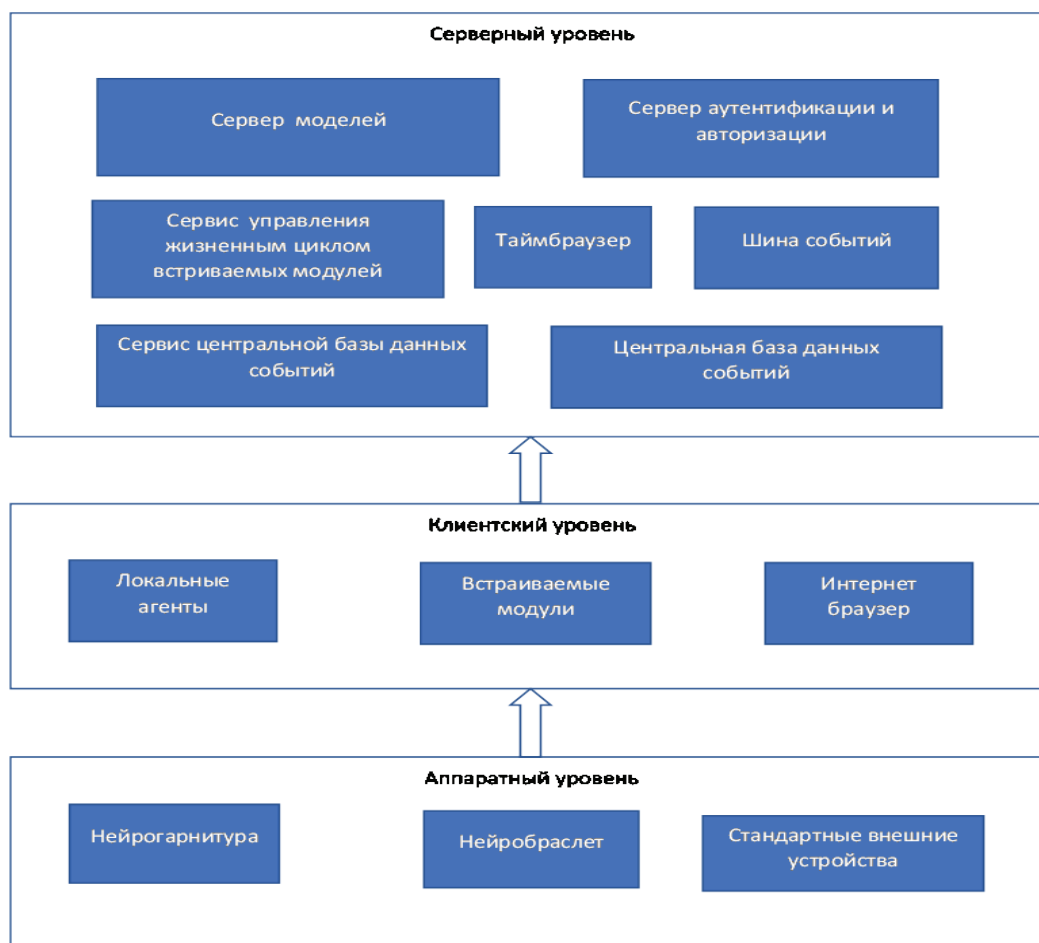 Серверный уровень
Сервер моделей
Сервер аутентификации и
авторизации
Сервис управления
жизненным циклом
встриваемых модулей
Таймбраузер
Шина событий
Сервис центральной базы данных
событий
Центральная база данных
событий
Клиентский уровень
Локальные
агенты
Встраиваемые
модули
Интернет
браузер
Аппаратный уровень
Нейрогарнитура
Нейробраслет
Стандартные внешние
устройства